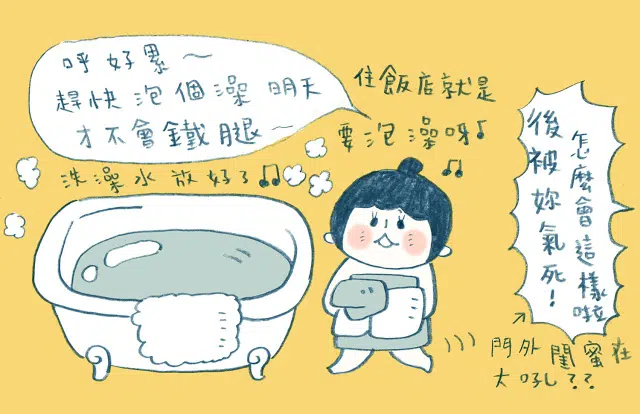 呼好累～
趕快泡個澡明天
才不會鐵腿～
住飯店就是
要泡澡呀♪
洗澡水放好了♫
♫
怎麼會這樣啦
後被妳氣死！
門外閨蜜在
大吼??